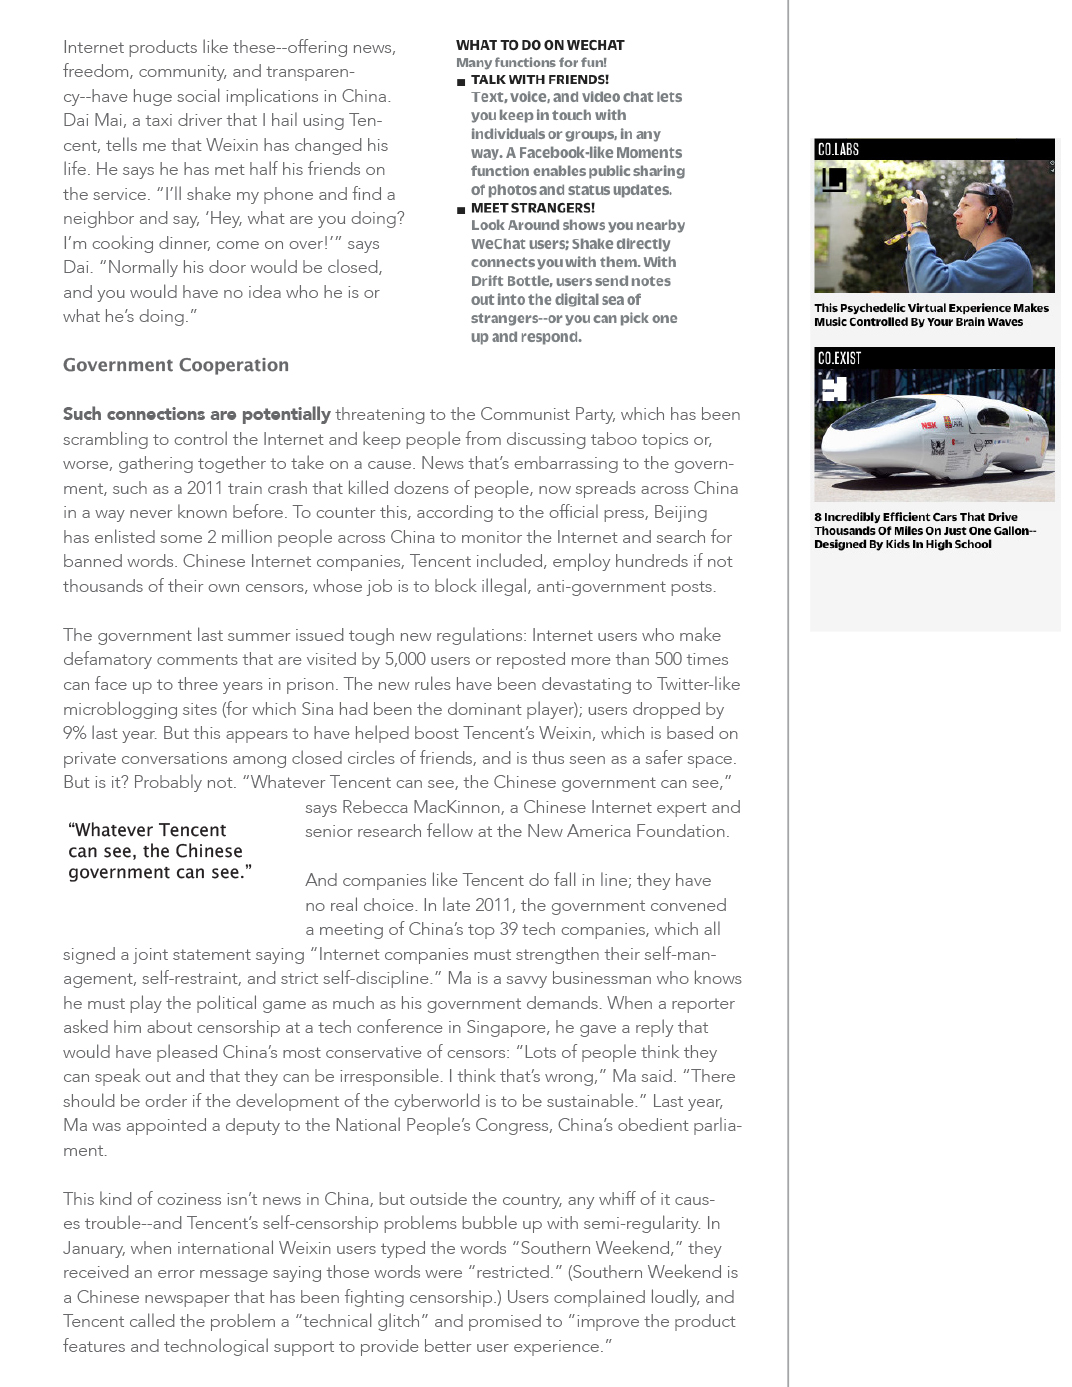 Internet products like these--offering news,
freedom, community, and transparen-
cy--have huge social implications in China.
Dai Mai, a taxi driver that I hail using Ten-
cent, tells me that Weixin has changed his
life. He says he has met half his friends on
the service. “I’ll shake my phone and find a
neighbor and say, ‘Hey, what are you doing?
I’m cooking dinner, come on over!’” says
Dai. “Normally his door would be closed,
and you would have no idea who he is or
what he’s doing.”
WHAT TO DO ON WECHAT
Many functions for fun!
■ TALK WITH FRIENDS!
Text, voice, and video chat lets
you keep in touch with
individuals or groups, in any
way. A Facebook-like Moments
function enables public sharing
of photos and status updates.
■ MEET STRANGERS!
Look Around shows you nearby
WeChat users; Shake directly
connects you with them. With
Drift Bottle, users send notes
out into the digital sea of
strangers--or you can pick one
up and respond.
Government Cooperation
Such connections are potentially threatening to the Communist Party, which has been
scrambling to control the Internet and keep people from discussing taboo topics or,
worse, gathering together to take on a cause. News that’s embarrassing to the govern-
ment, such as a 2011 train crash that killed dozens of people, now spreads across China
in a way never known before. To counter this, according to the official press, Beijing
has enlisted some 2 million people across China to monitor the Internet and search for
banned words. Chinese Internet companies, Tencent included, employ hundreds if not
thousands of their own censors, whose job is to block illegal, anti-government posts.
The government last summer issued tough new regulations: Internet users who make
defamatory comments that are visited by 5,000 users or reposted more than 500 times
can face up to three years in prison. The new rules have been devastating to Twitter-like
microblogging sites (for which Sina had been the dominant player); users dropped by
9% last year. But this appears to have helped boost Tencent’s Weixin, which is based on
private conversations among closed circles of friends, and is thus seen as a safer space.
But is it? Probably not. “Whatever Tencent can see, the Chinese government can see,”
says Rebecca MacKinnon, a Chinese Internet expert and
senior research fellow at the New America Foundation.
“Whatever Tencent
can see, the Chinese
government can see.”
And companies like Tencent do fall in line; they have
no real choice. In late 2011, the government convened
a meeting of China’s top 39 tech companies, which all
signed a joint statement saying “Internet companies must strengthen their self-man-
agement, self-restraint, and strict self-discipline.” Ma is a savvy businessman who knows
he must play the political game as much as his government demands. When a reporter
asked him about censorship at a tech conference in Singapore, he gave a reply that
would have pleased China’s most conservative of censors: “Lots of people think they
can speak out and that they can be irresponsible. I think that’s wrong,” Ma said. “There
should be order if the development of the cyberworld is to be sustainable.“ Last year,
Ma was appointed a deputy to the National People’s Congress, China’s obedient parlia-
ment.
This kind of coziness isn’t news in China, but outside the country, any whiff of it caus-
es trouble--and Tencent’s self-censorship problems bubble up with semi-regularity. In
January, when international Weixin users typed the words “Southern Weekend,” they
received an error message saying those words were “restricted.” (Southern Weekend is
a Chinese newspaper that has been fighting censorship.) Users complained loudly, and
Tencent called the problem a “technical glitch” and promised to “improve the product
features and technological support to provide better user experience.”
CO.LABS
This Psychedelic Virtual Experience Makes
Music Controlled By Your Brain Waves
CO.EXIST
NSK
LAVAL
8 Incredibly Efficient Cars That Drive
Thousands Of Miles On Just One Gallon--
Designed By Kids In High School